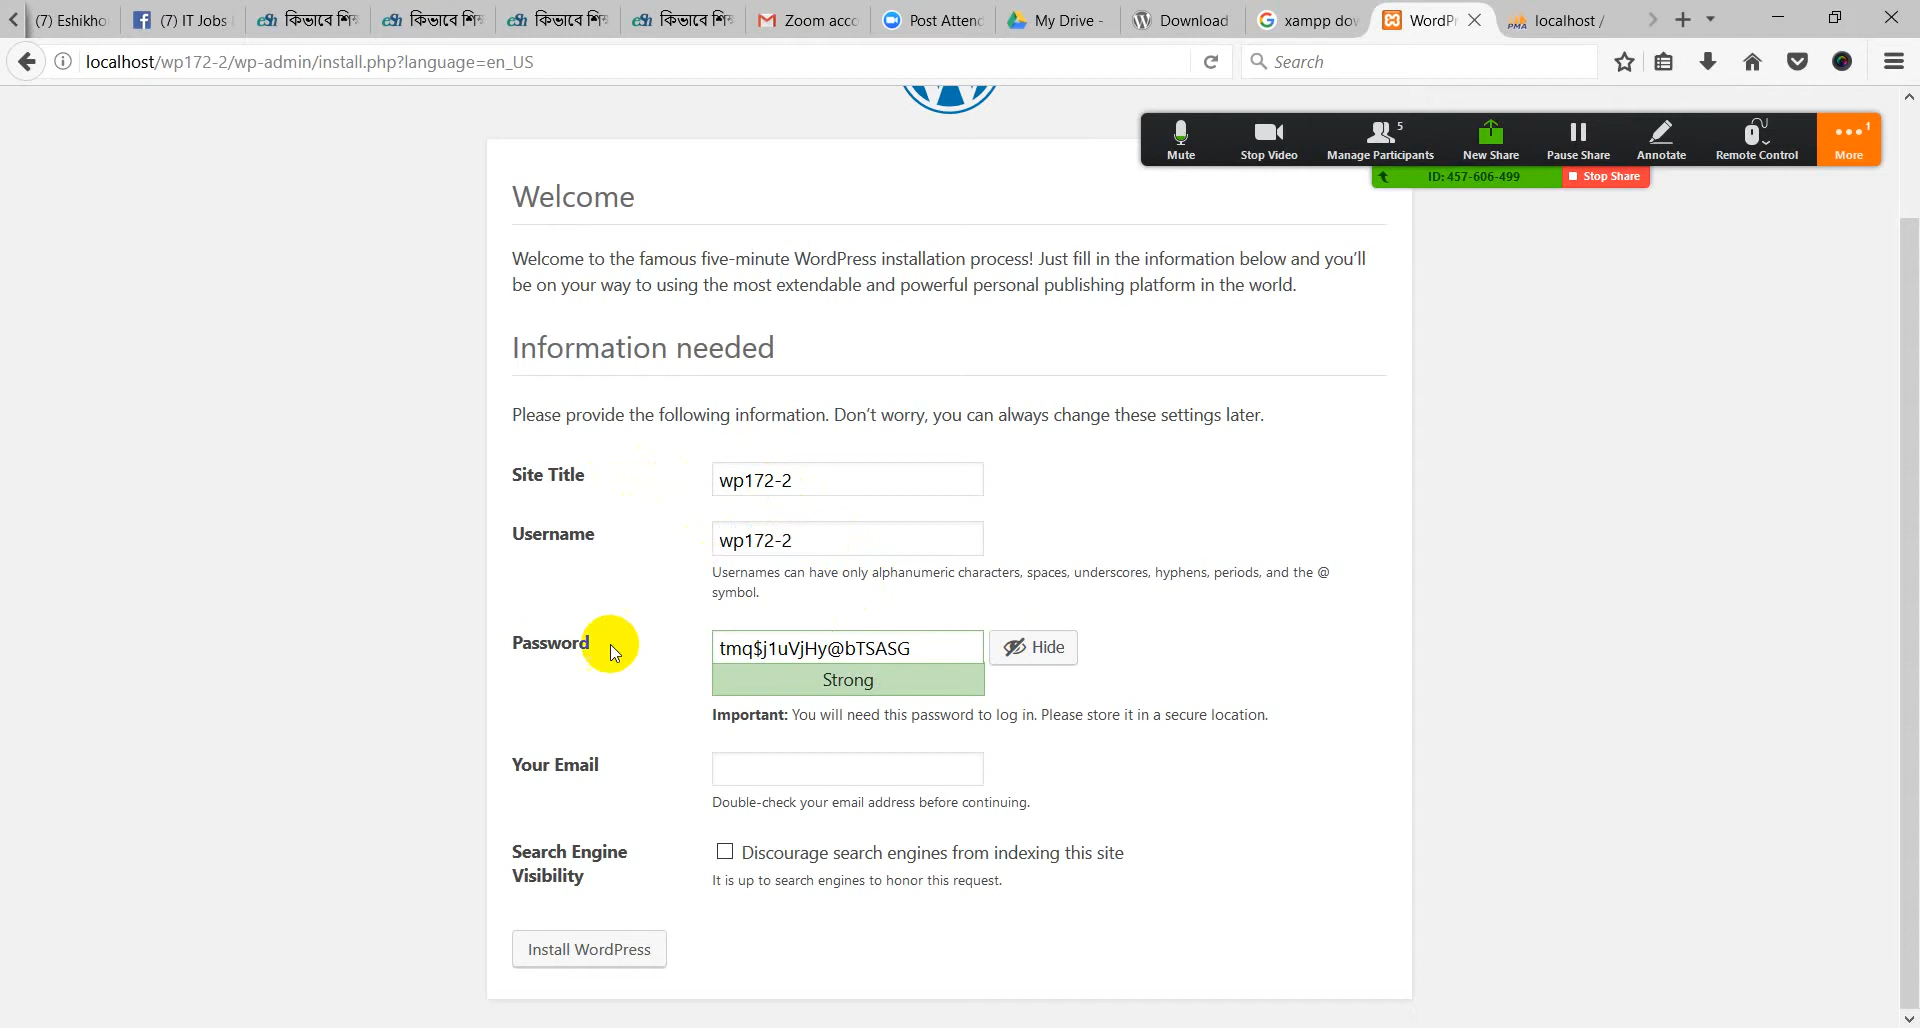 (7) Eshikho
(7) IT Jobs
কিভাবে শি
কিভাবে শি
কিভাবে শি
কিভাবে শি
Zoom acco
Post Attend
My Drive -
Download
xampp dow
WordPr
localhost /
localhost/wp172-2/wp-admin/install.php?language=en_US
Search
Mute
Stop Video
5
Manage Participants
New Share
Pause Share
Annotate
Remote Control
1
More
ID: 457-606-499
Stop Share
Welcome
Welcome to the famous five-minute WordPress installation process! Just fill in the information below and you’ll
be on your way to using the most extendable and powerful personal publishing platform in the world.
Information needed
Please provide the following information. Don’t worry, you can always change these settings later.
Site Title
wp172-2
Username
wp172-2
Usernames can have only alphanumeric characters, spaces, underscores, hyphens, periods, and the @
symbol.
Password
tmq$j1uVjHy@bTSASG
Hide
Strong
Important: You will need this password to log in. Please store it in a secure location.
Your Email
Double-check your email address before continuing.
Search Engine
Visibility
Discourage search engines from indexing this site
It is up to search engines to honor this request.
Install WordPress